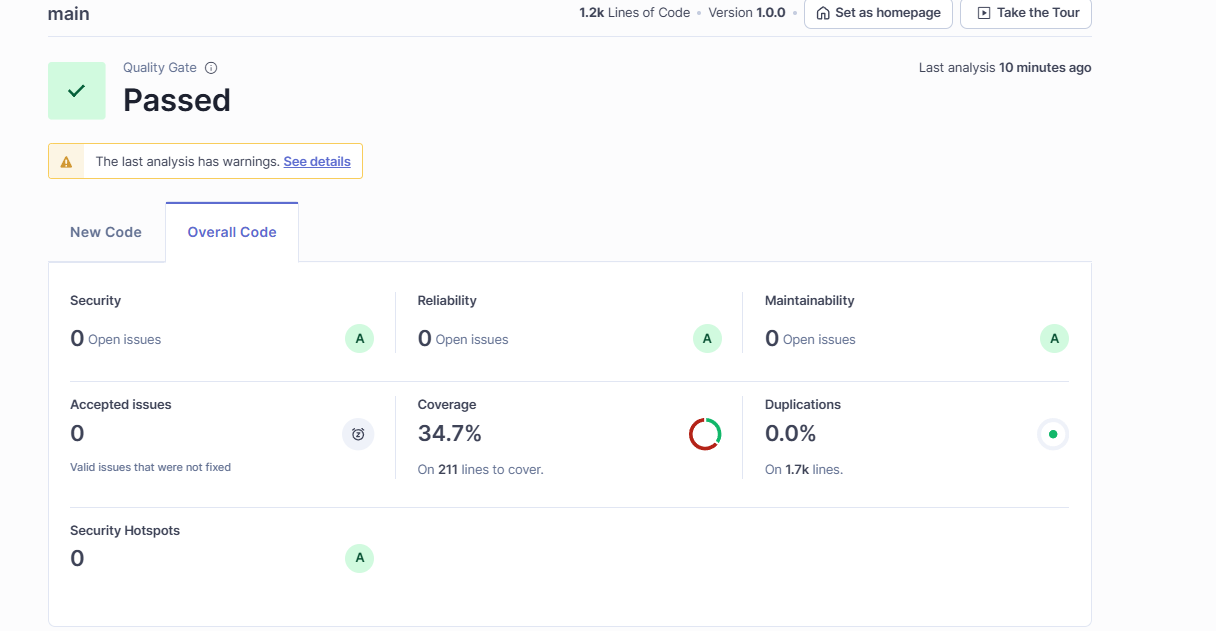 main
1.2k Lines of Code • Version 1.0.0 • Set as homepage Take the Tour
Quality Gate
Last analysis 10 minutes ago
Passed
The last analysis has warnings. See details
New Code Overall Code
Security Reliability Maintainability
0 Open issues A 0 Open issues A 0 Open issues A
Accepted issues Coverage Duplications
0 34.7% 0.0%
Valid issues that were not fixed On 211 lines to cover. On 1.7k lines.
Security Hotspots
0 A